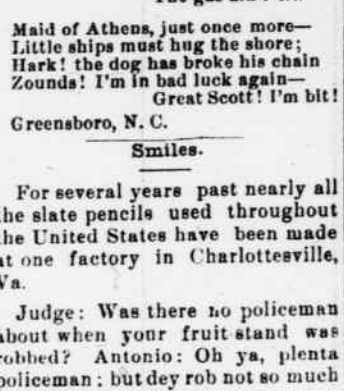 Maid of Athens, just once more—
Little ships must hug the shore;
Hark! the dog has broke his chain
Zounds! I'm in bad luck again—
Great Scott! I'm bit!
Greensboro, N. C.
Smiles.
For several years past nearly all
the slate pencils used throughout
the United States have been made
at one factory in Charlottesville,
Va.
Judge: Was there no policeman
about when your fruit stand was
robbed? Antonio: Oh ya, plenta
policeman; but dey rob not so much